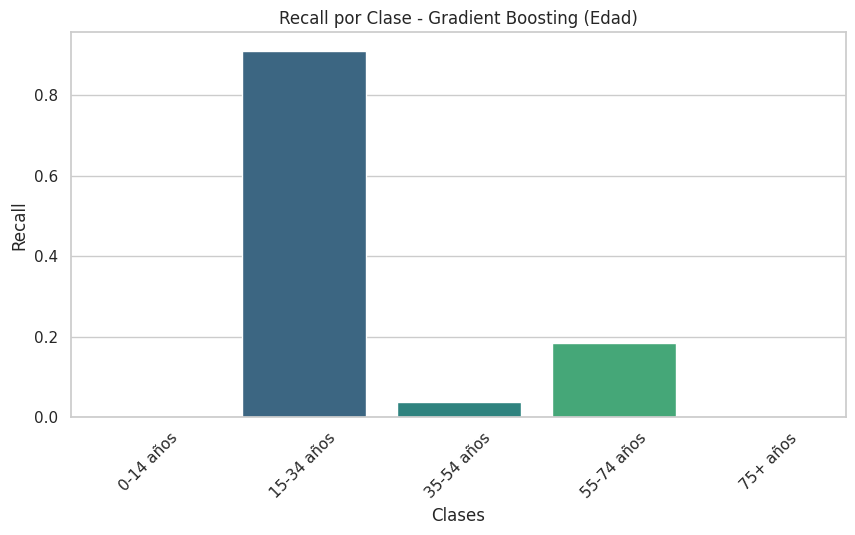 Recall por Clase - Gradient Boosting (Edad)
Recall
0.8
0.6
0.4
0.2
0.0
0-14 años
15-34 años
35-54 años
55-74 años
75+ años
Clases